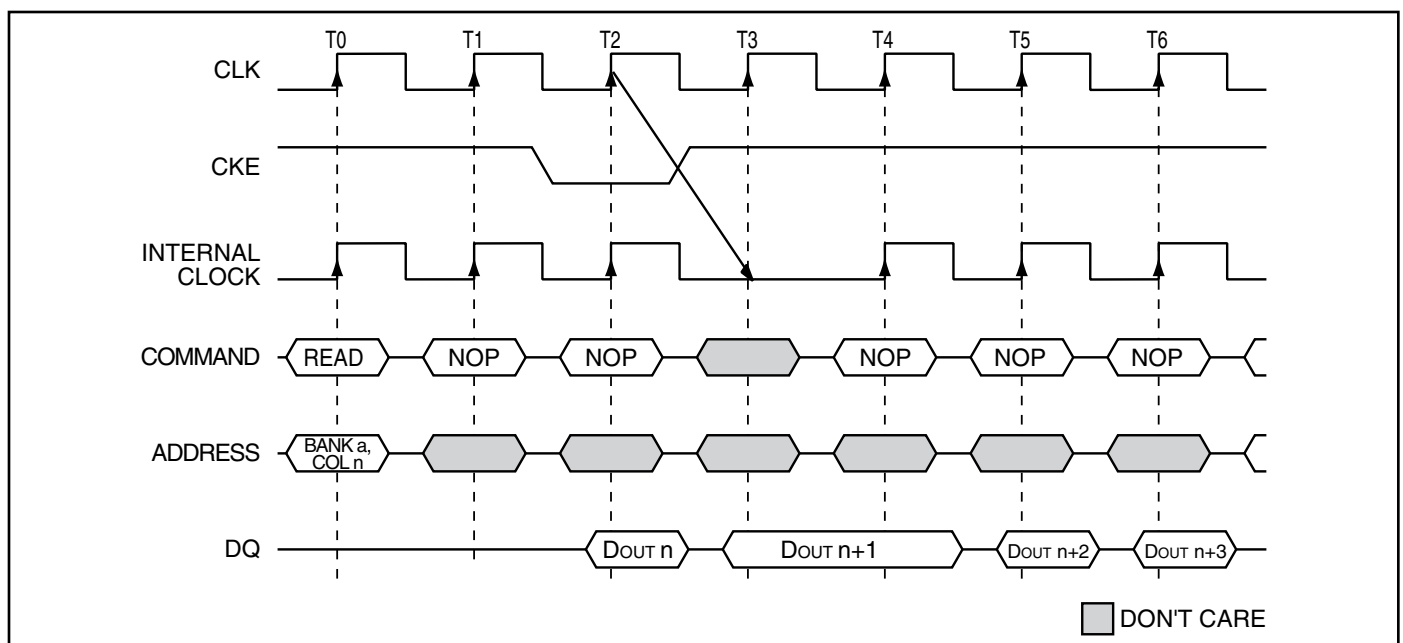 T0 T1 T2 T3 T4 T5 T6
CLK
CKE
INTERNAL
CLOCK
COMMAND READ NOP NOP NOP NOP NOP
ADDRESS BANK a,
COL n
DQ DOUT n DOUT n+1 DOUT n+2 DOUT n+3
DON'T CARE